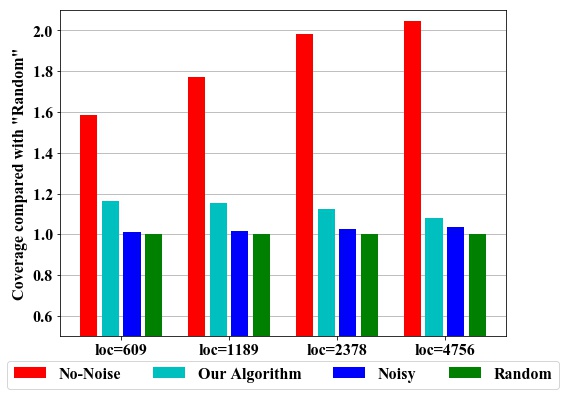 Coverage compared with "Random"
2.0
1.8
1.6
1.4
1.2
1.0
0.8
0.6
loc=609 loc=1189 loc=2378 loc=4756
No-Noise Our Algorithm Noisy Random